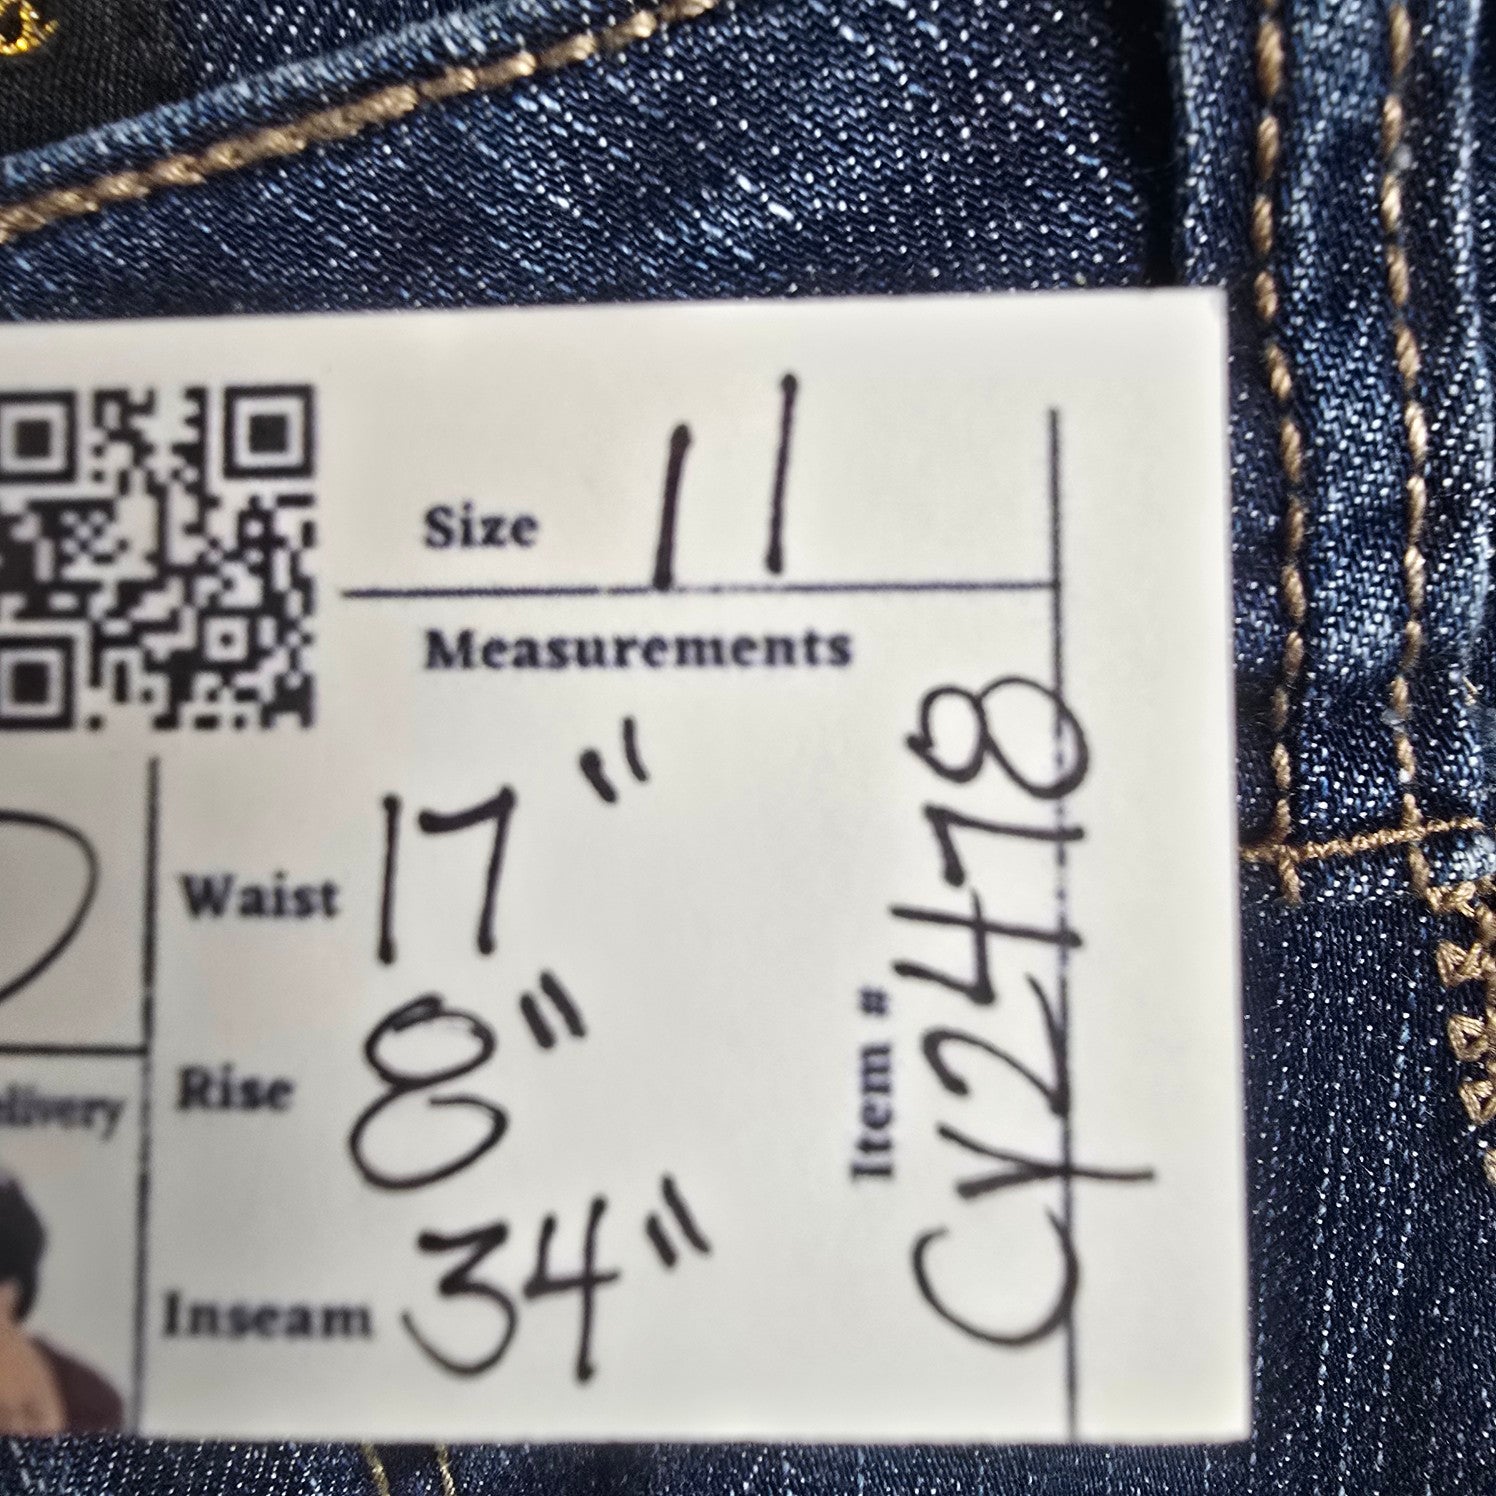 Size 11
Measurements
Waist 17"
Rise 8"
Inseam 34"
Item # CY2478